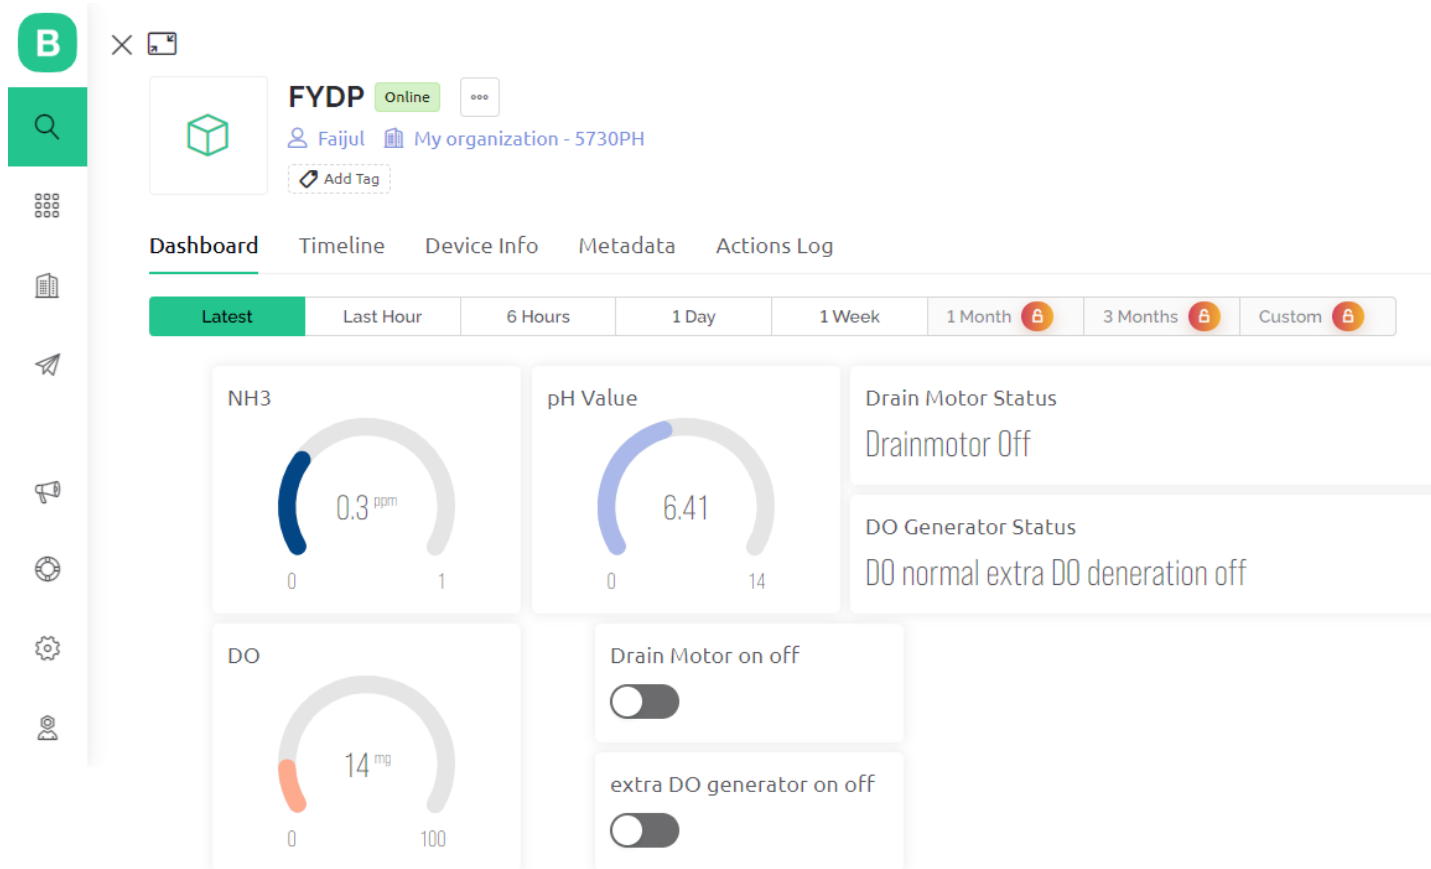 B
FYDP Online
Faijul My organization - 5730PH
Add Tag
Dashboard Timeline Device Info Metadata Actions Log
Latest Last Hour 6 Hours 1 Day 1 Week 1 Month 3 Months Custom
NH3
0.3 ppm
0 1
pH Value
6.41
0 14
Drain Motor Status
Drainmotor Off
DO Generator Status
DO normal extra DO deneration off
DO
14 mg
0 100
Drain Motor on off
extra DO generator on off